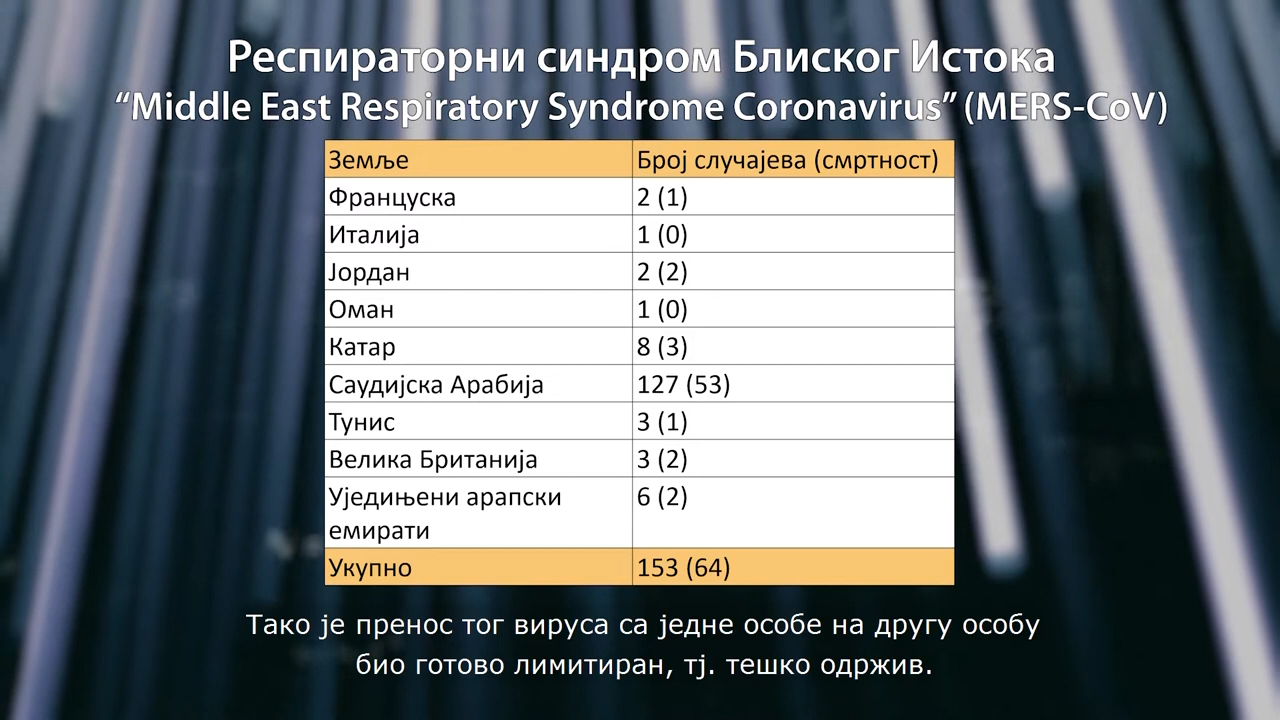 Респираторни синдром Блиског Истока
“Middle East Respiratory Syndrome Coronavirus” (MERS-CoV)
Земље Број случајева (смртност)
Француска 2 (1)
Италија 1 (0)
Јордан 2 (2)
Оман 1 (0)
Катар 8 (3)
Саудијска Арабија 127 (53)
Тунис 3 (1)
Велика Британија 3 (2)
Уједињени арапски 6 (2)
емирати
Укупно 153 (64)
Тако је пренос тог вируса са једне особе на другу особу
био готово лимитиран, тј. тешко одржив.